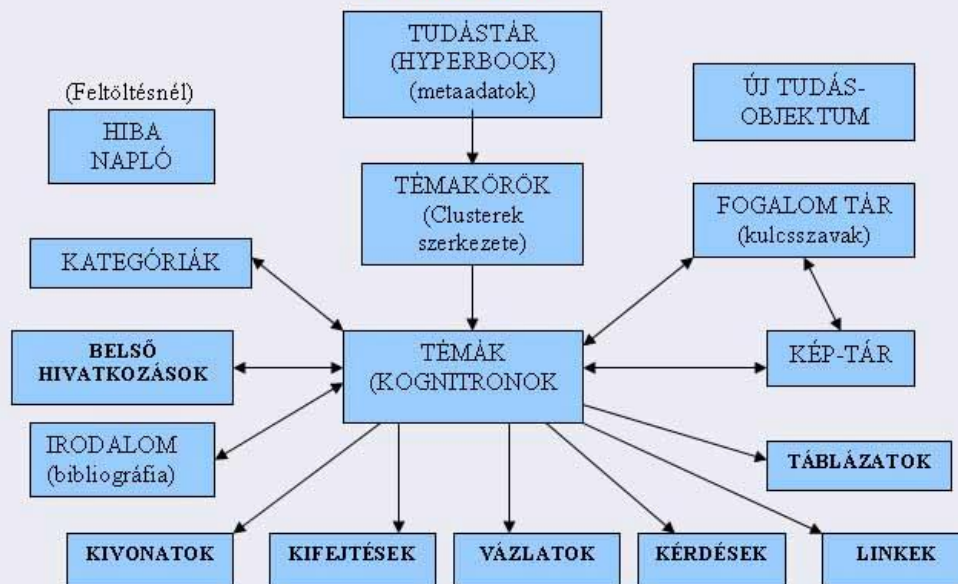 TUDÁSTÁR
(HYPERBOOK)
(metaadatok)
(Feltöltésnél)
HIBA
NAPLÓ
ÚJ TUDÁS-
OBJEKTUM
TÉMAKÖRÖK
(Clusterek
szerkezete)
FOGALOM TÁR
(kulcsszavak)
KATEGÓRIÁK
BELSŐ
HIVATKOZÁSOK
TÉMÁK
(KOGNITRONOK
KÉP-TÁR
IRODALOM
(bibliográfia)
TÁBLÁZATOK
KIVONATOK
KIFEJTÉSEK
VÁZLATOK
KÉRDÉSEK
LINKEK